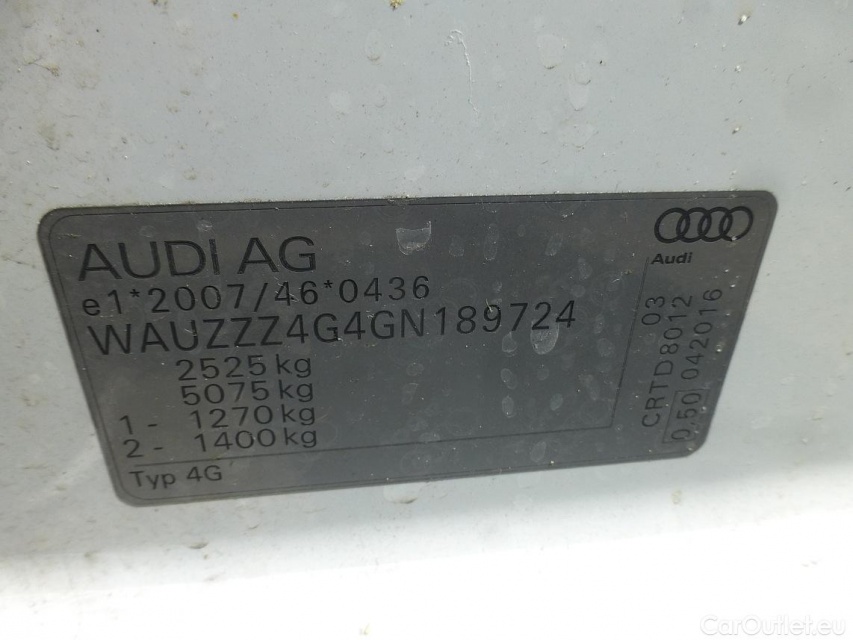 AUDI AG
Audi
e1*2007/46*0436
WAUZZZ4G4GN189724
2525 kg
5075 kg
1 - 1270 kg
2 - 1400 kg
Typ 4G
03
CRTD8012
0.50 042016
CarOutlet.eu